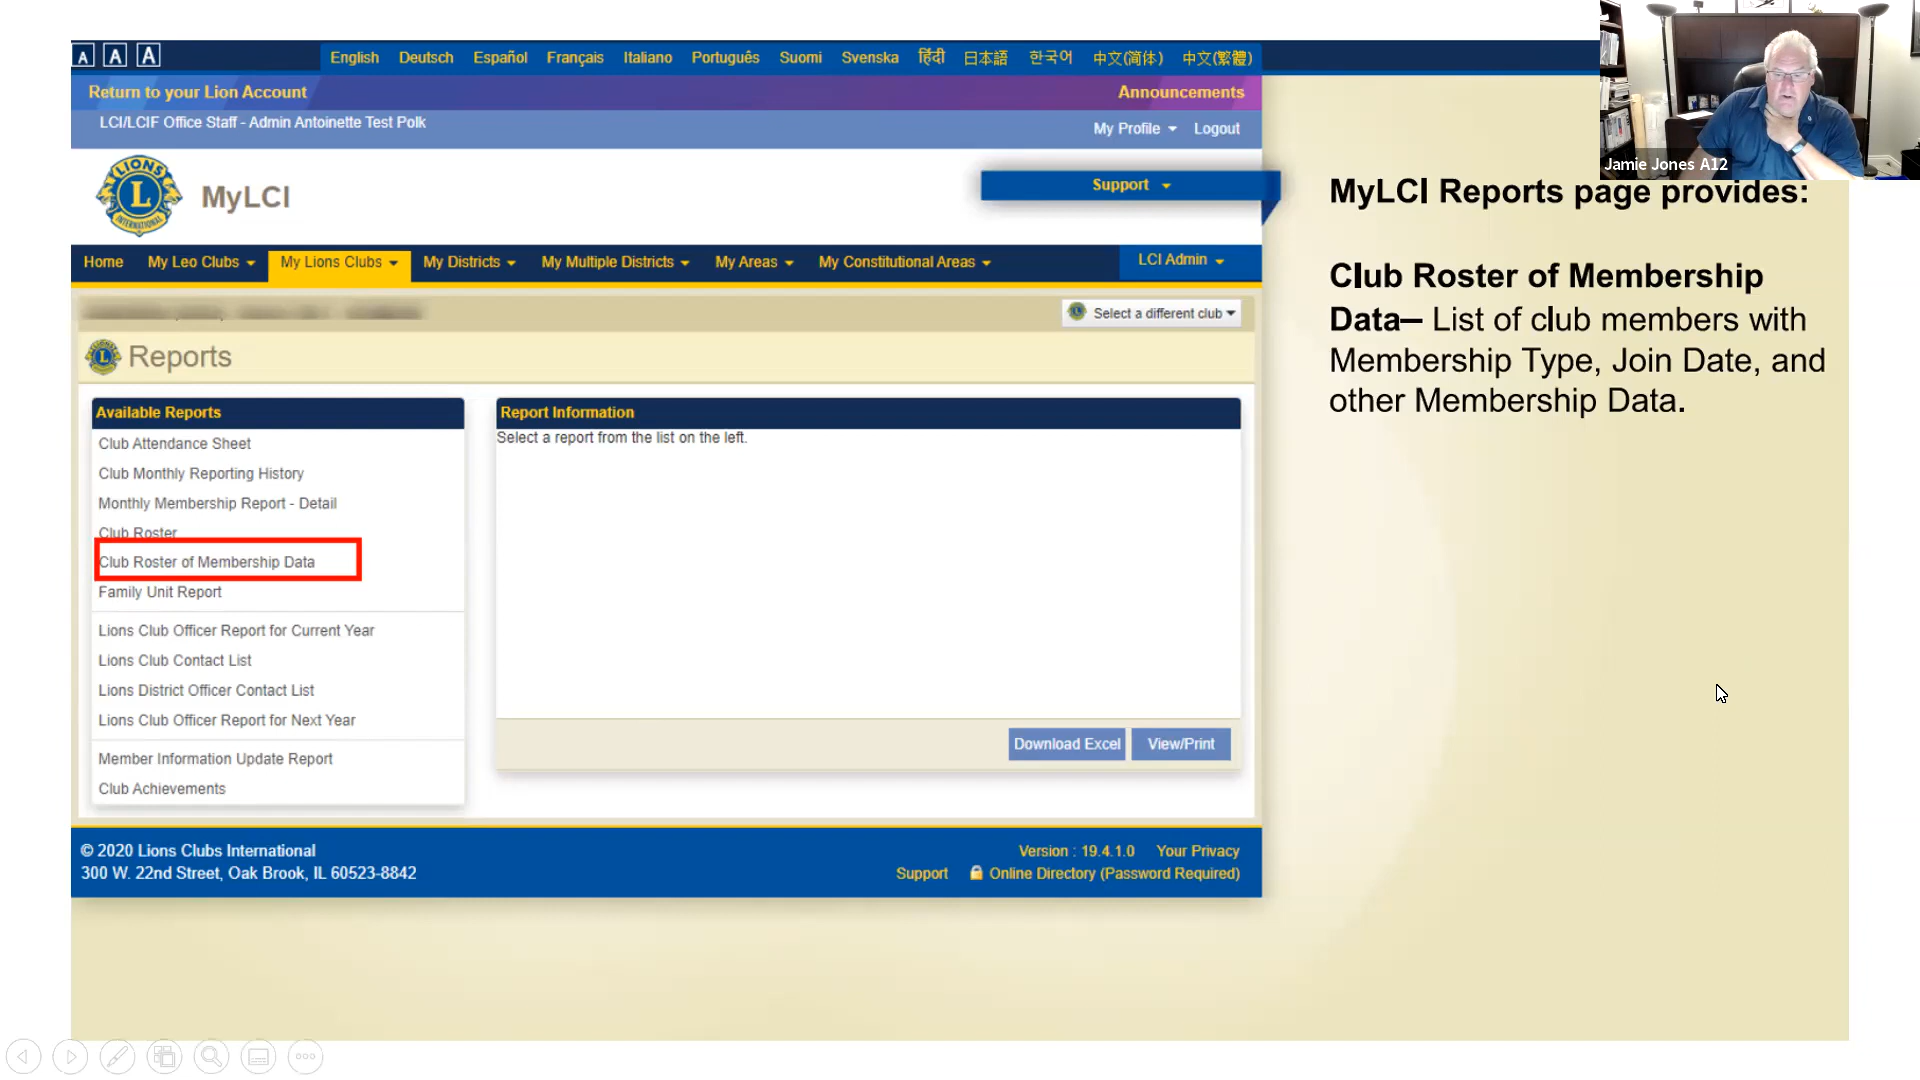 A A A
English Deutsch Español Français Italiano Português Suomi Svenska हिंदी 日本語 한국어 中文(简体) 中文(繁體)
Return to your Lion Account
Announcements
LCI/LCIF Office Staff - Admin Antoinette Test Polk
My Profile
Logout
LIONS
L
INTERNATIONAL
MyLCI
Support
Home My Leo Clubs My Lions Clubs My Districts My Multiple Districts My Areas My Constitutional Areas LCI Admin
Select a different club
Reports
Available Reports
Club Attendance Sheet
Club Monthly Reporting History
Monthly Membership Report - Detail
Club Roster
Club Roster of Membership Data
Family Unit Report
Lions Club Officer Report for Current Year
Lions Club Contact List
Lions District Officer Contact List
Lions Club Officer Report for Next Year
Member Information Update Report
Club Achievements
Report Information
Select a report from the list on the left.
Download Excel
View/Print
© 2020 Lions Clubs International
300 W. 22nd Street, Oak Brook, IL 60523-8842
Version : 19.4.1.0 Your Privacy
Support Online Directory (Password Required)
Jamie Jones A12
MyLCI Reports page provides:
Club Roster of Membership
Data– List of club members with
Membership Type, Join Date, and
other Membership Data.